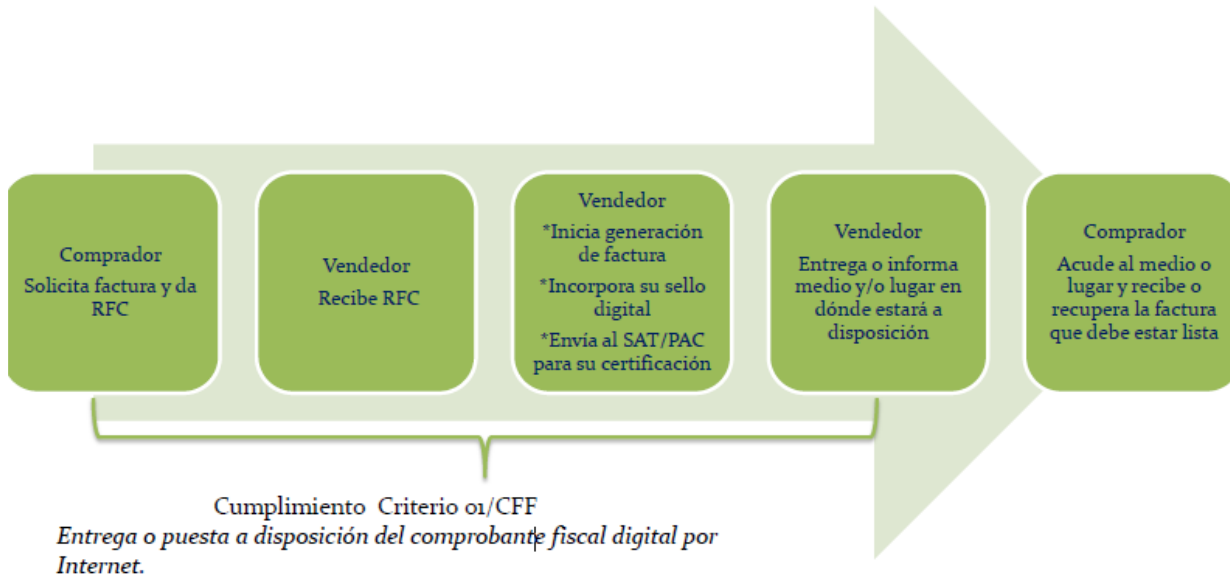 Comprador
Solicita factura y da
RFC
Vendedor
Recibe RFC
Vendedor
*Inicia generación
de factura
*Incorpora su sello
digital
*Envía al SAT/PAC
para su certificación
Vendedor
Entrega o informa
medio y/o lugar en
dónde estará a
disposición
Comprador
Acude al medio o
lugar y recibe o
recupera la factura
que debe estar lista
Cumplimiento Criterio 01/CFF
Entrega o puesta a disposición del comprobante fiscal digital por
Internet.